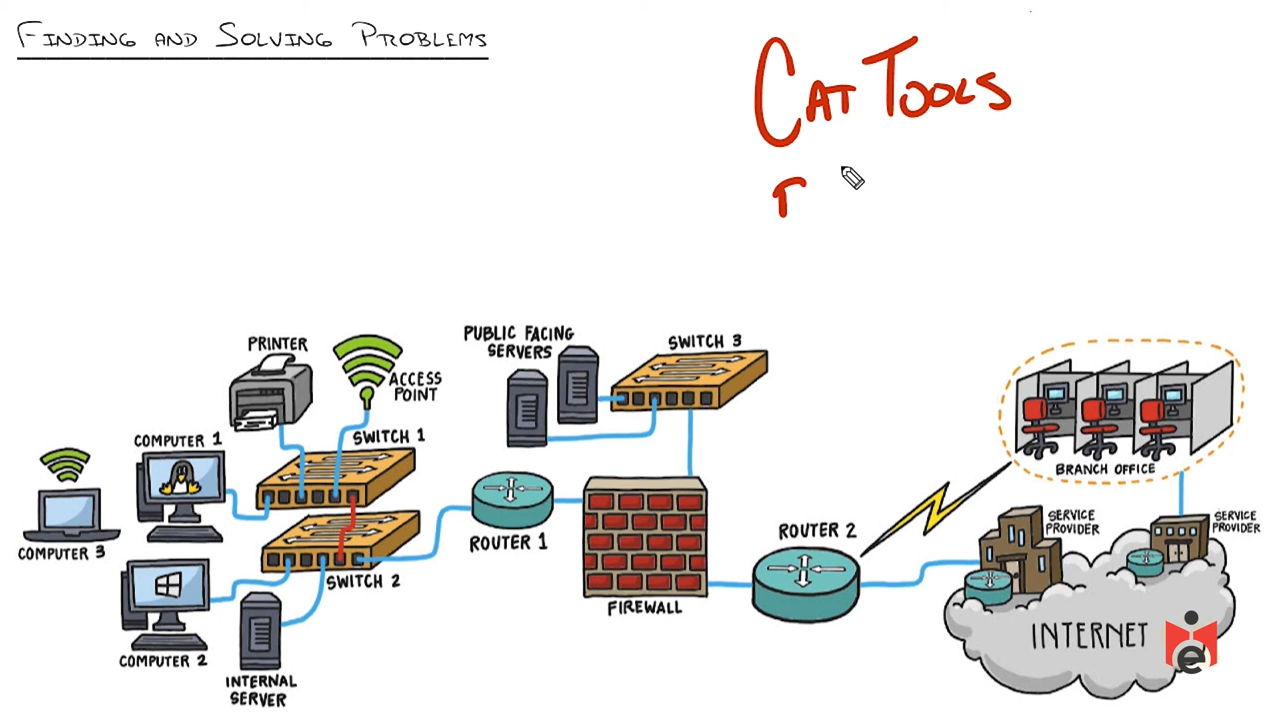 FINDING AND SOLVING PROBLEMS
CAT TOOLS
PUBLIC FACING
SERVERS
SWITCH 3
PRINTER
ACCESS
POINT
COMPUTER 1
SWITCH 1
BRANCH OFFICE
SERVICE
PROVIDER
SERVICE
PROVIDER
ROUTER 1
ROUTER 2
COMPUTER 3
SWITCH 2
FIREWALL
INTERNET
COMPUTER 2
INTERNAL
SERVER